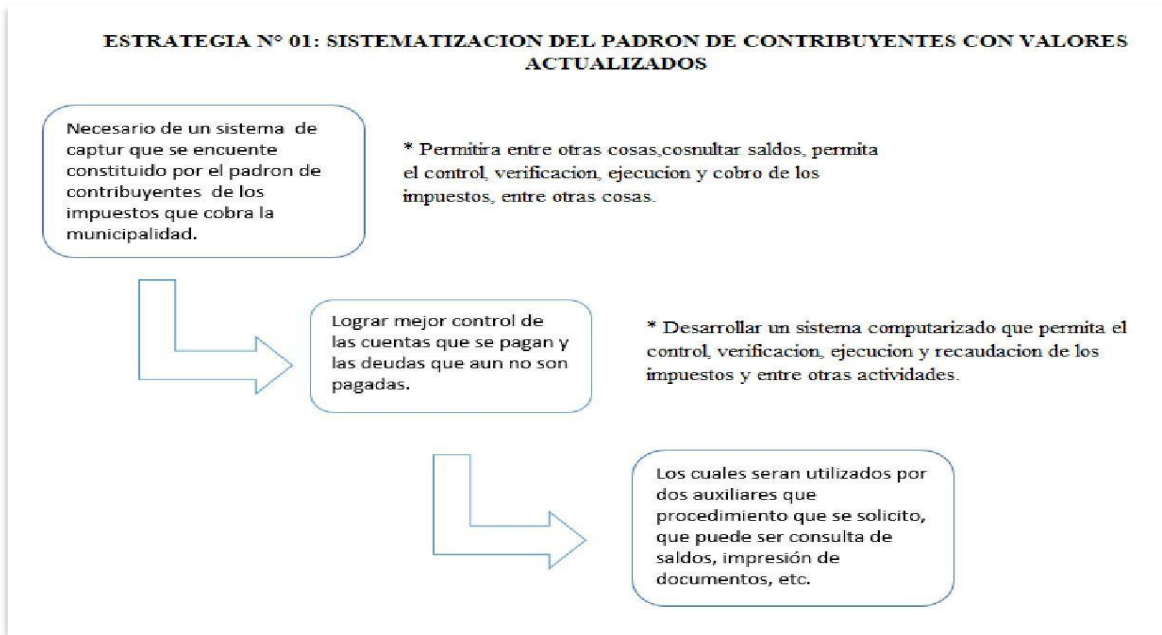 ESTRATEGIA N° 01: SISTEMATIZACION DEL PADRON DE CONTRIBUYENTES CON VALORES
ACTUALIZADOS
Necesario de un sistema de
captur que se encuente
constituido por el padron de
contribuyentes de los
impuestos que cobra la
municipalidad.
* Permitira entre otras cosas,cosnultar saldos, permita
el control, verificacion, ejecucion y cobro de los
impuestos, entre otras cosas.
Lograr mejor control de
las cuentas que se pagan y
las deudas que aun no son
pagadas.
* Desarrollar un sistema computarizado que permita el
control, verificacion, ejecucion y recaudacion de los
impuestos y entre otras actividades.
Los cuales seran utilizados por
dos auxiliares que
procedimiento que se solicito,
que puede ser consulta de
saldos, impresión de
documentos, etc.